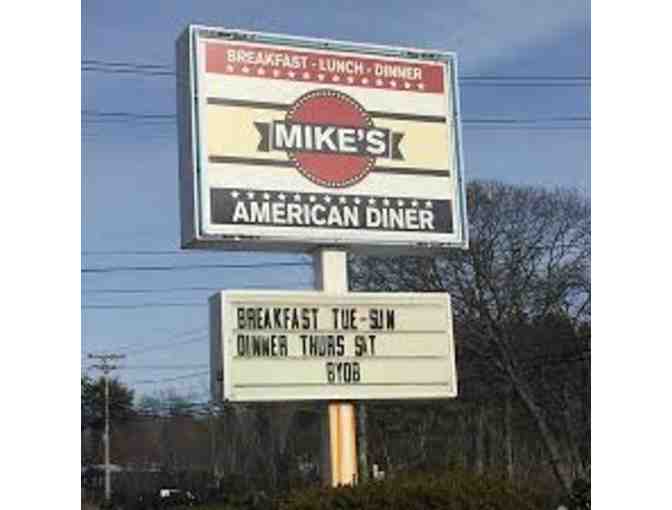 BREAKFAST - LUNCH - DINNER
MIKE'S
AMERICAN DINER
BREAKFAST TUE-SUN
DINNER THURS SAT
BYOB